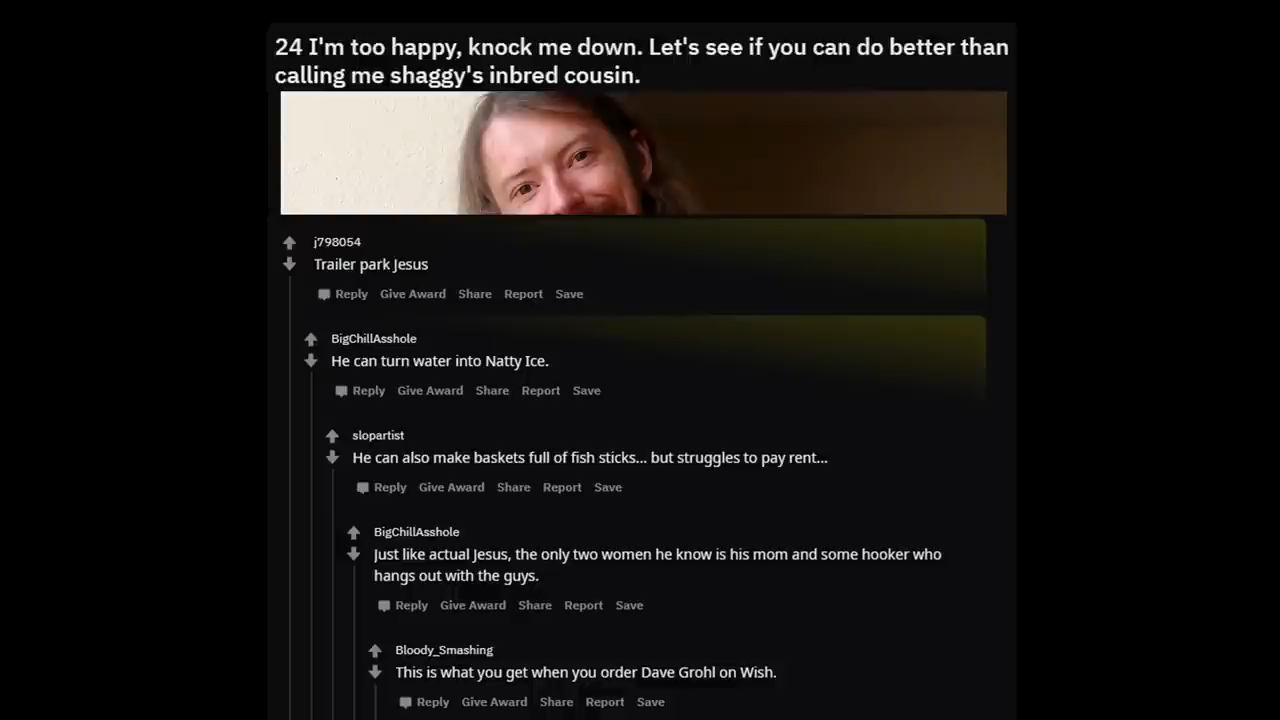 24 I'm too happy, knock me down. Let's see if you can do better than
calling me shaggy's inbred cousin.
j798054
Trailer park Jesus
Reply Give Award Share Report Save
BigChillAsshole
He can turn water into Natty Ice.
Reply Give Award Share Report Save
slopartist
He can also make baskets full of fish sticks... but struggles to pay rent...
Reply Give Award Share Report Save
BigChillAsshole
Just like actual Jesus, the only two women he know is his mom and some hooker who
hangs out with the guys.
Reply Give Award Share Report Save
Bloody_Smashing
This is what you get when you order Dave Grohl on Wish.
Reply Give Award Share Report Save